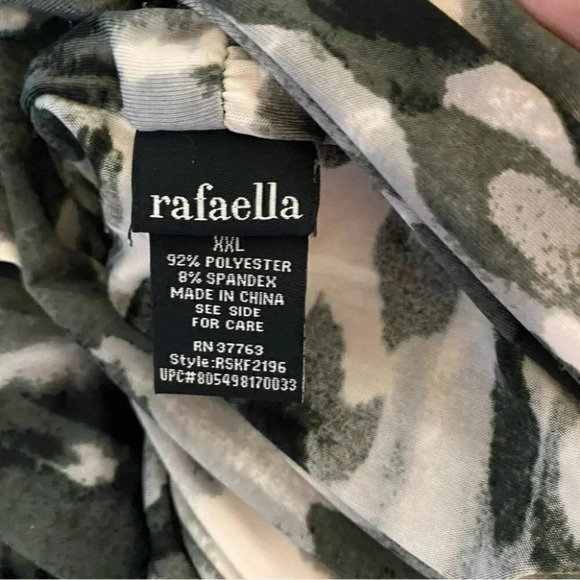 rafaella
XXL
92% POLYESTER
8% SPANDEX
MADE IN CHINA
SEE SIDE
FOR CARE
RN 37763
Style:RSKF2196
UPC#805498170033